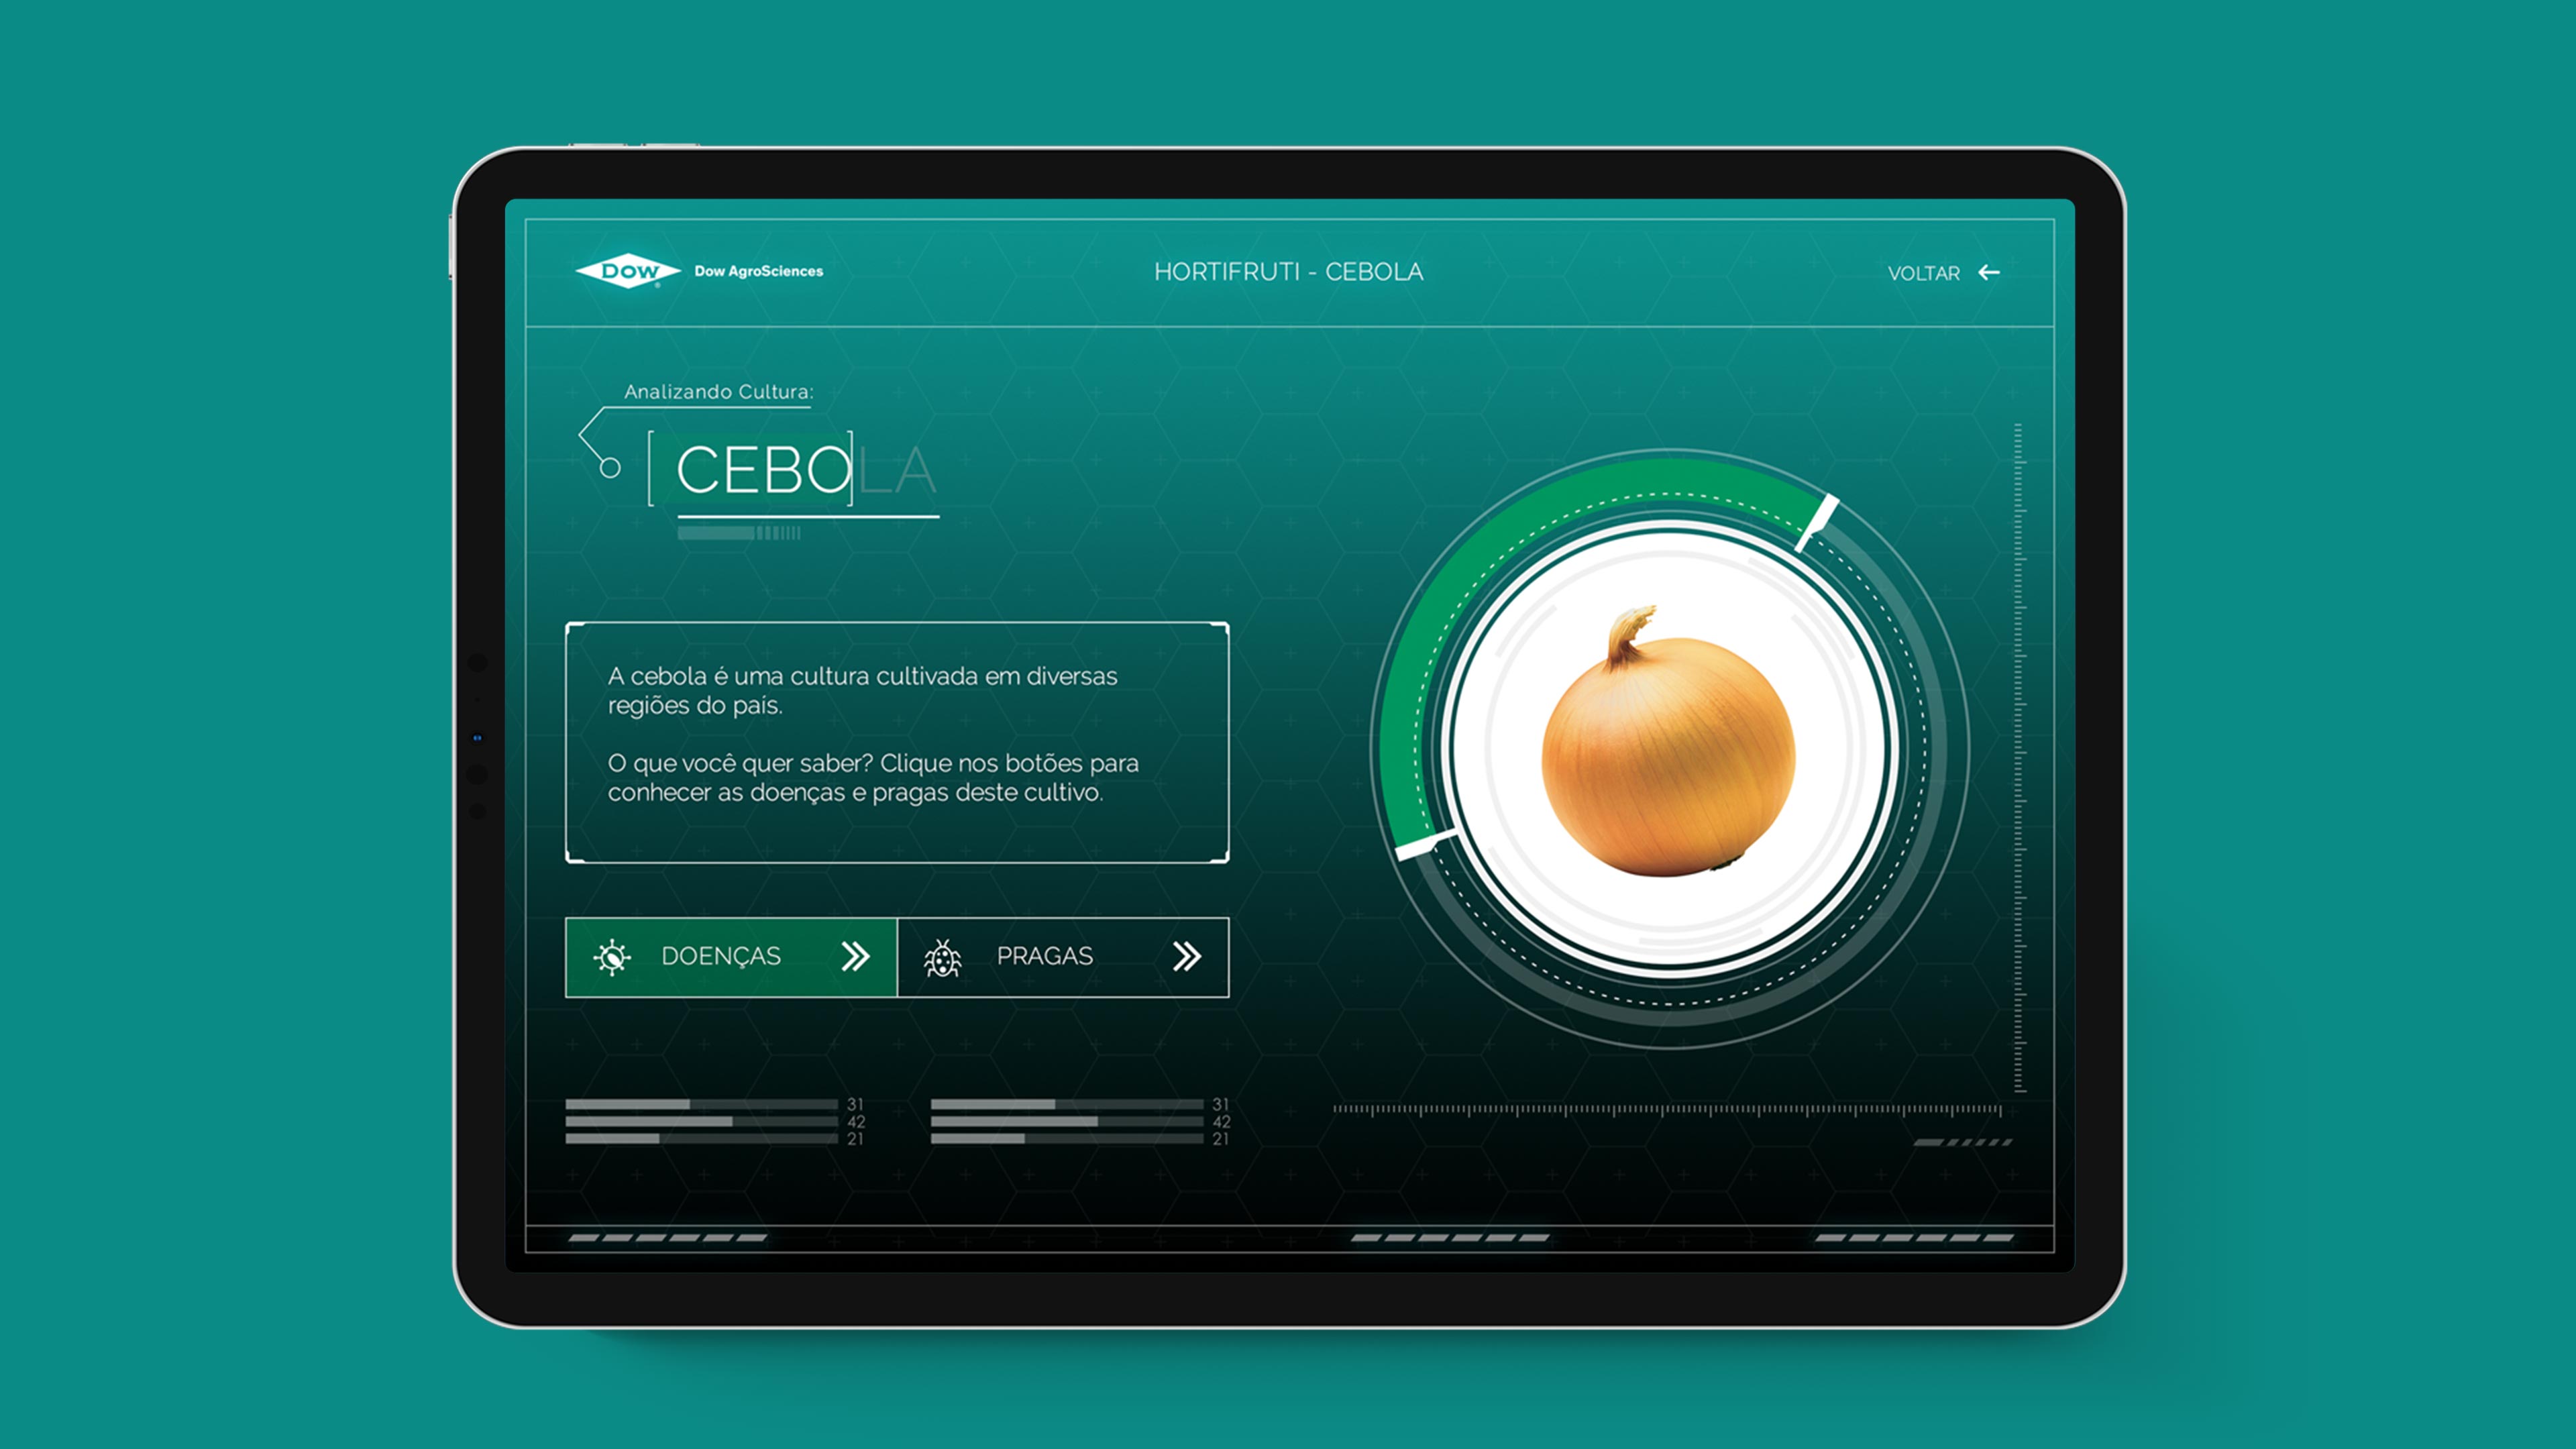 DOW
®
Dow AgroSciences
HORTIFRUTI - CEBOLA
VOLTAR
Analizando Cultura:
[CEBO]LA
A cebola é uma cultura cultivada em diversas
regiões do país.
O que você quer saber? Clique nos botões para
conhecer as doenças e pragas deste cultivo.
DOENÇAS
PRAGAS
31
42
21
31
42
21